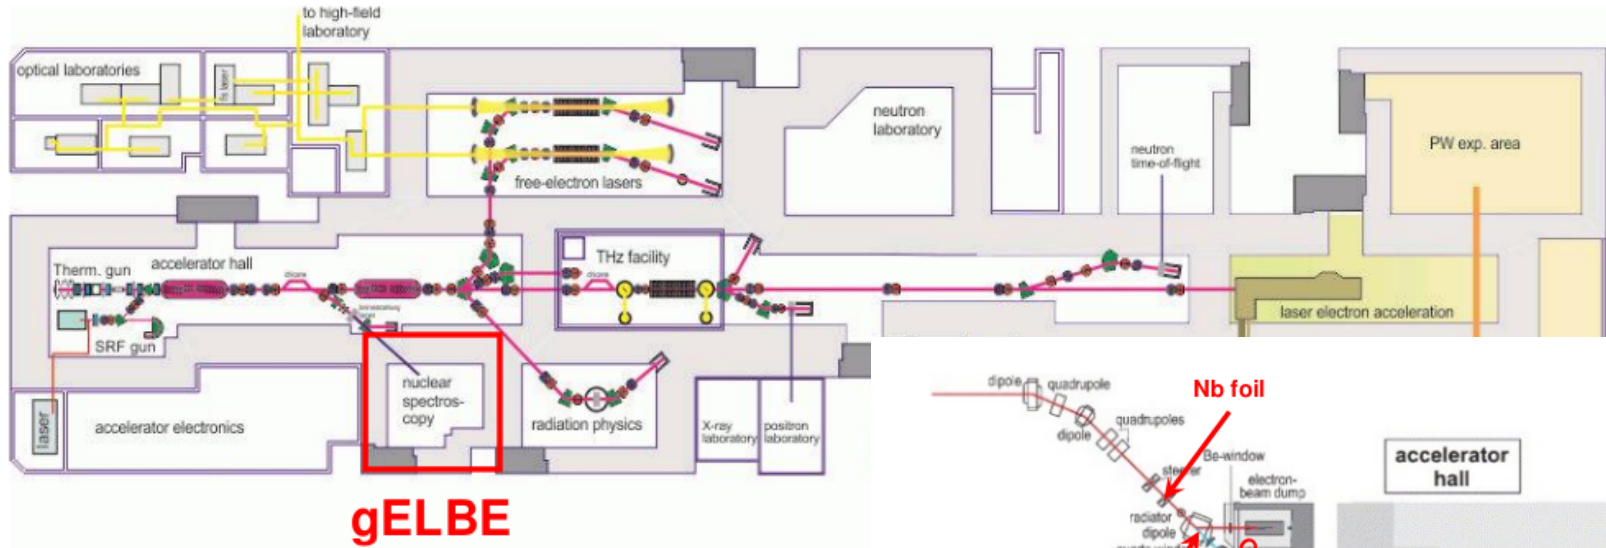 to high-field
laboratory
optical laboratories
fs laser
free-electron lasers
neutron
laboratory
neutron
time-of-flight
PW exp. area
accelerator hall
Therm. gun
SRF gun
THz facility
laser electron acceleration
nuclear
spectros-
copy
radiation physics
X-ray
laboratory
positron
laboratory
laser
accelerator electronics
gELBE
dipole
quadrupole
Nb foil
quadrupoles
dipole
Be-window
steerer
electron-
beam dump
radiator
dipole
accelerator
hall